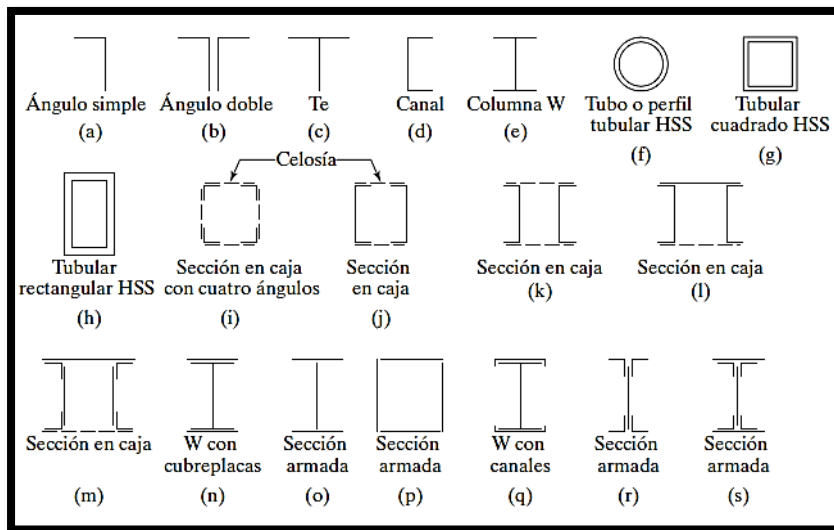 Ángulo simple
(a)
Ángulo doble
(b)
Te
(c)
Canal
(d)
Columna W
(e)
Tubo o perfil
tubular HSS
(f)
Tubular
cuadrado HSS
(g)
Celosía
Tubular
rectangular HSS
(h)
Sección en caja
con cuatro ángulos
(i)
Sección
en caja
(j)
Sección en caja
(k)
Sección en caja
(l)
Sección en caja
(m)
W con
cubreplacas
(n)
Sección
armada
(o)
Sección
armada
(p)
W con
canales
(q)
Sección
armada
(r)
Sección
armada
(s)